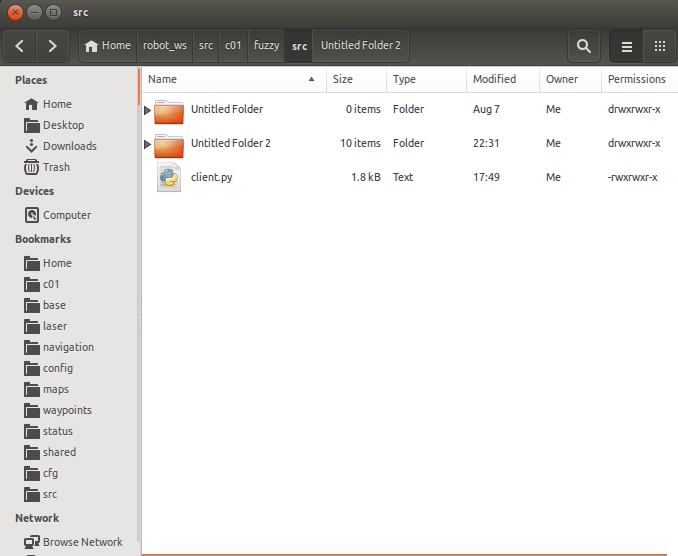 src
Home robot_ws src c01 fuzzy src Untitled Folder 2
Places
Home
Desktop
Downloads
Trash
Devices
Computer
Bookmarks
Home
c01
base
laser
navigation
config
maps
waypoints
status
shared
cfg
src
Network
Browse Network
Name Size Type Modified Owner Permissions
Untitled Folder 0 items Folder Aug 7 Me drwxrwxr-x
Untitled Folder 2 10 items Folder 22:31 Me drwxrwxr-x
client.py 1.8 kB Text 17:49 Me -rwxrwxr-x